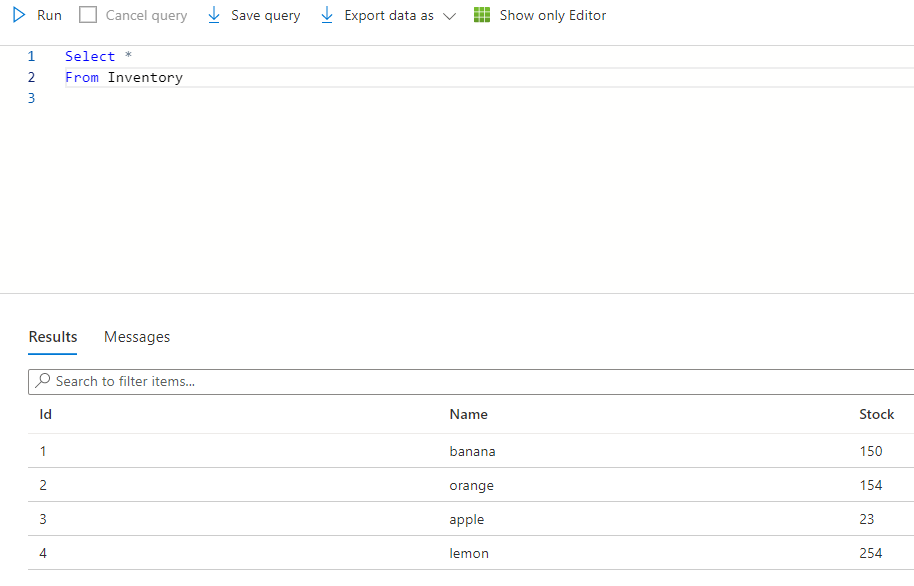 Run Cancel query Save query Export data as Show only Editor
1 Select *
2 From Inventory
3
Results Messages
Search to filter items...
Id Name Stock
1 banana 150
2 orange 154
3 apple 23
4 lemon 254